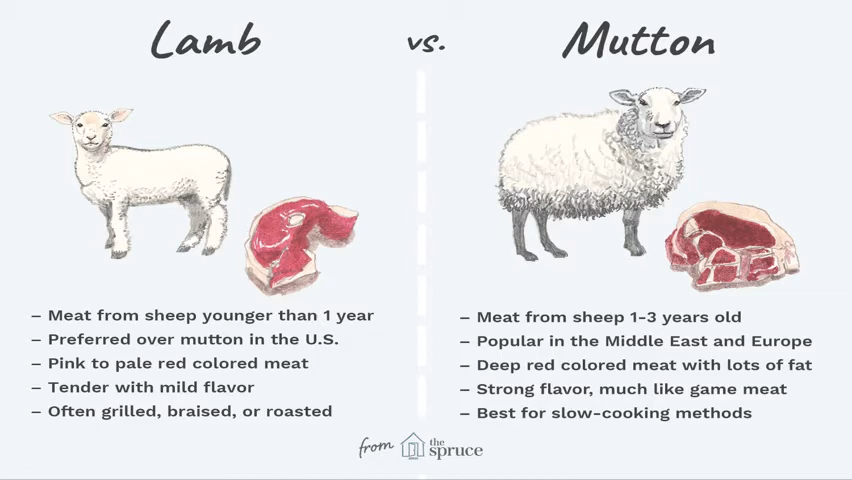 Lamb vs. Mutton
– Meat from sheep younger than 1 year
– Preferred over mutton in the U.S.
– Pink to pale red colored meat
– Tender with mild flavor
– Often grilled, braised, or roasted
– Meat from sheep 1-3 years old
– Popular in the Middle East and Europe
– Deep red colored meat with lots of fat
– Strong flavor, much like game meat
– Best for slow-cooking methods
from the spruce